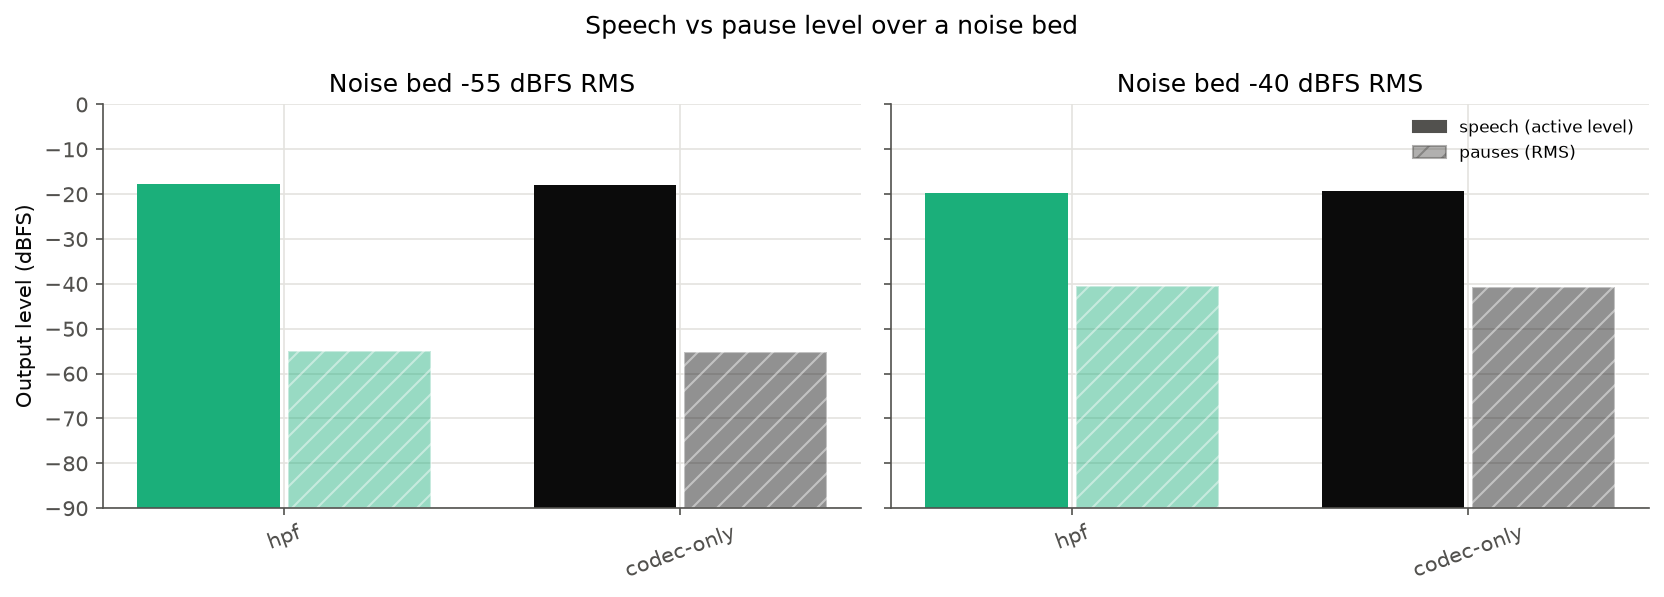 Speech vs pause level over a noise bed
Noise bed -55 dBFS RMS
Noise bed -40 dBFS RMS
Output level (dBFS)
0
−10
−20
−30
−40
−50
−60
−70
−80
−90
speech (active level)
pauses (RMS)
hpf
codec-only
hpf
codec-only